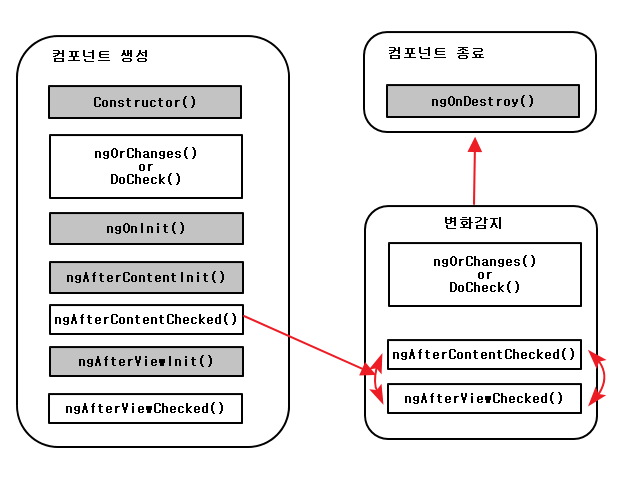 컴포넌트 생성
Constructor()
ngOrChanges()
or
DoCheck()
ngOnInit()
ngAfterContentInit()
ngAfterContentChecked()
ngAfterViewInit()
ngAfterViewChecked()
컴포넌트 종료
ngOnDestroy()
변화감지
ngOrChanges()
or
DoCheck()
ngAfterContentChecked()
ngAfterViewChecked()